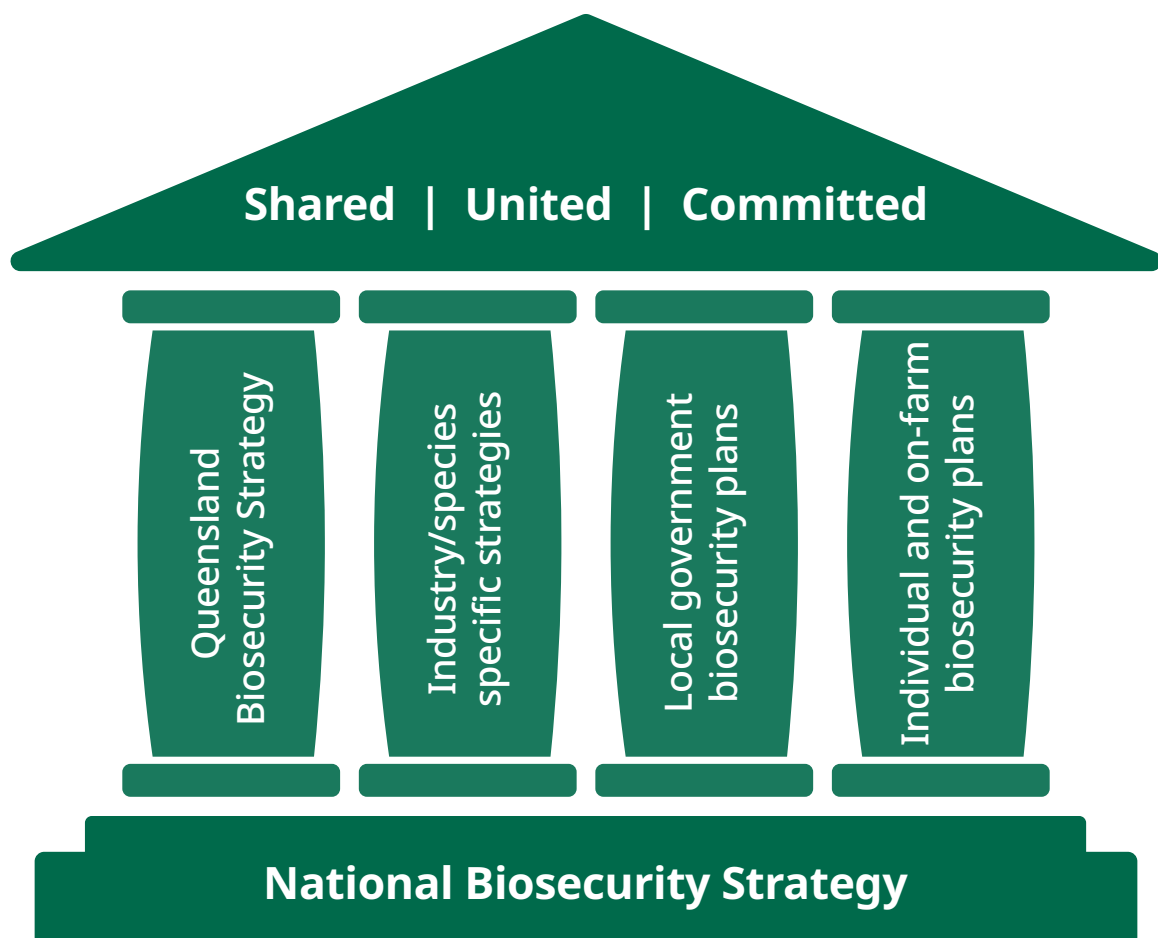 Shared | United | Committed
Queensland
Biosecurity Strategy
Industry/species
specific strategies
Local government
biosecurity plans
Individual and on-farm
biosecurity plans
National Biosecurity Strategy